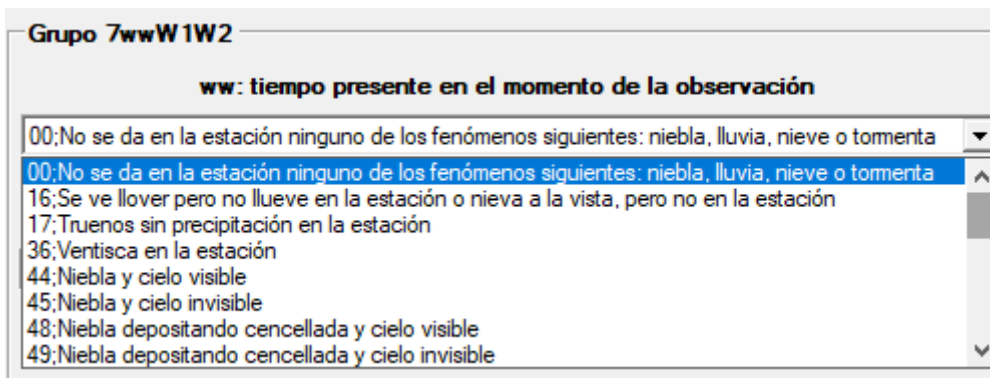 Grupo 7wwW1W2
ww: tiempo presente en el momento de la observación
00;No se da en la estación ninguno de los fenómenos siguientes: niebla, lluvia, nieve o tormenta
00;No se da en la estación ninguno de los fenómenos siguientes: niebla, lluvia, nieve o tormenta
16;Se ve llover pero no llueve en la estación o nieva a la vista, pero no en la estación
17;Truenos sin precipitación en la estación
36;Ventisca en la estación
44;Niebla y cielo visible
45;Niebla y cielo invisible
48;Niebla depositando cencellada y cielo visible
49;Niebla depositando cencellada y cielo invisible